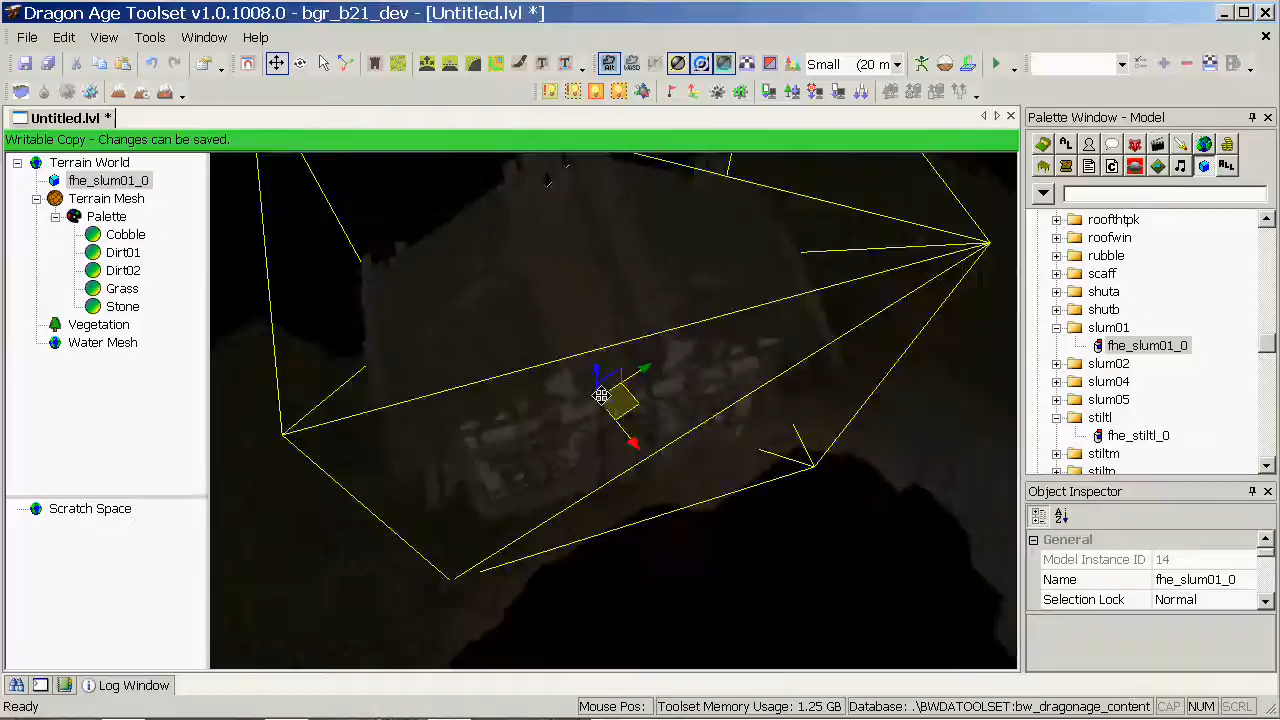 Dragon Age Toolset v1.0.1008.0 - bgr_b21_dev - [Untitled.lvl *]
File Edit View Tools Window Help
Small (20 m
Untitled.lvl *
Writable Copy - Changes can be saved.
Terrain World
fhe_slum01_0
Terrain Mesh
Palette
Cobble
Dirt01
Dirt02
Grass
Stone
Vegetation
Water Mesh
Scratch Space
Palette Window - Model
roofthtpk
roofwin
rubble
scaff
shuta
shutb
slum01
fhe_slum01_0
slum02
slum04
slum05
stiltl
fhe_stiltl_0
stiltm
stiltn
Object Inspector
General
Model Instance ID 14
Name fhe_slum01_0
Selection Lock Normal
Log Window
Ready Mouse Pos: Toolset Memory Usage: 1.25 GB Database: .\BWDATOOLSET:bw_dragonage_content CAP NUM SCRL